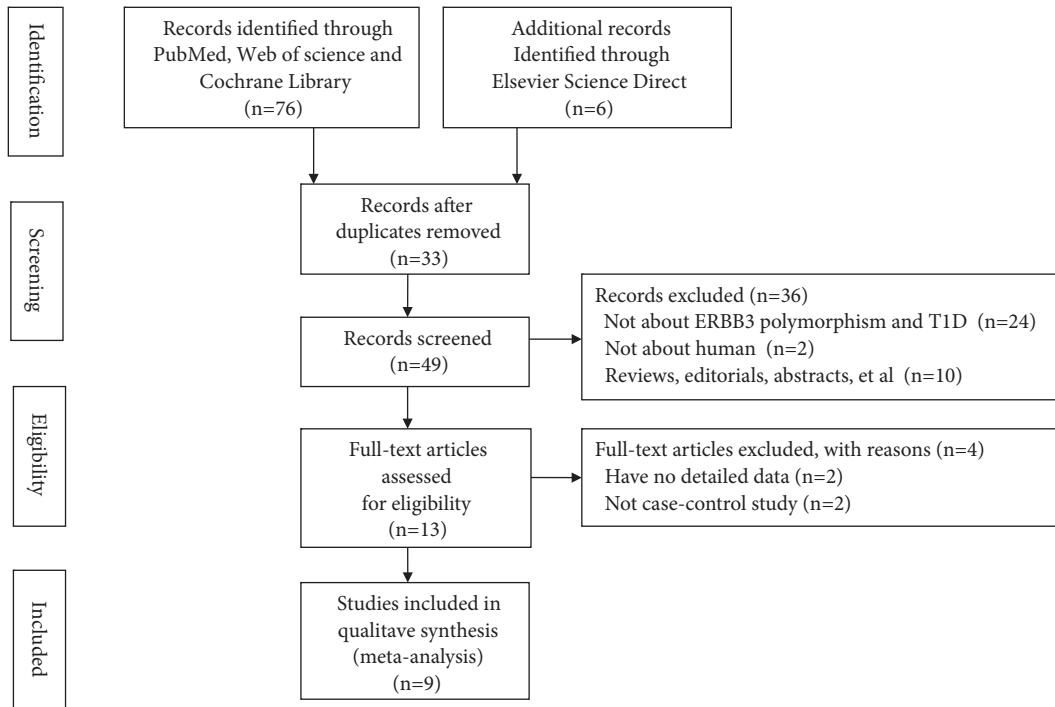 Identification
Records identified through
PubMed, Web of science and
Cochrane Library
(n=76)
Additional records
Identified through
Elsevier Science Direct
(n=6)
Screening
Records after
duplicates removed
(n=33)
Records screened
(n=49)
Records excluded (n=36)
Not about ERBB3 polymorphism and T1D (n=24)
Not about human (n=2)
Reviews, editorials, abstracts, et al (n=10)
Eligibility
Full-text articles
assessed
for eligibility
(n=13)
Full-text articles excluded, with reasons (n=4)
Have no detailed data (n=2)
Not case-control study (n=2)
Included
Studies included in
qualitave synthesis
(meta-analysis)
(n=9)